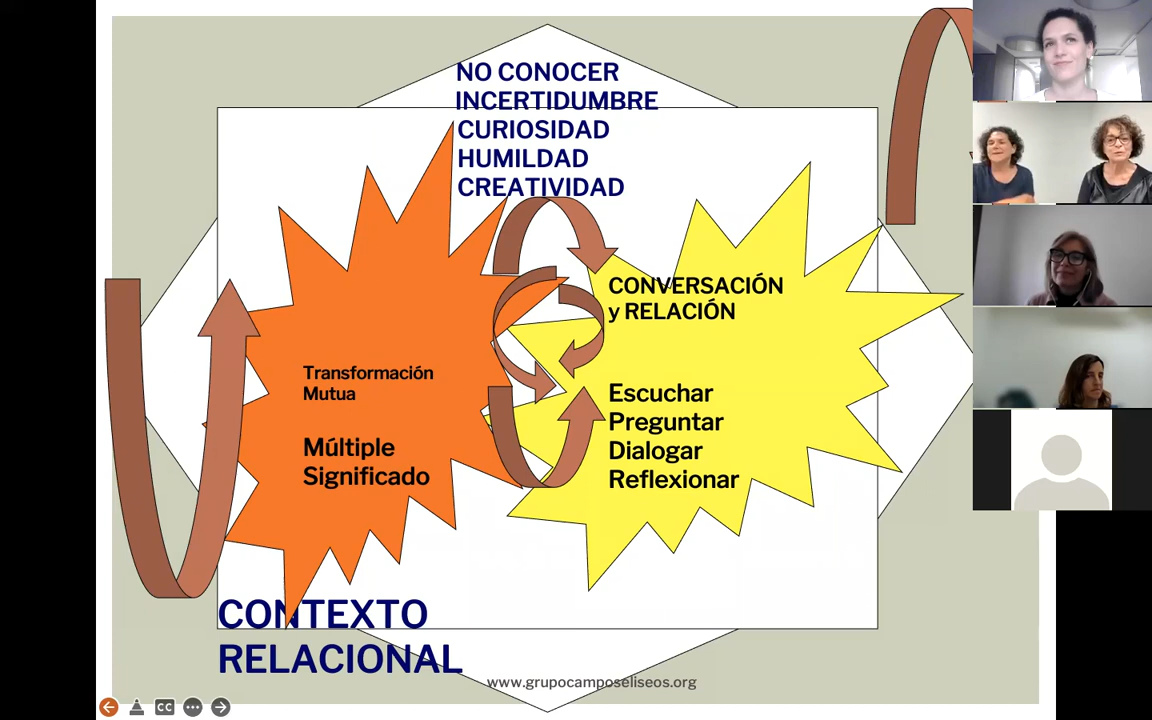 NO CONOCER
INCERTIDUMBRE
CURIOSIDAD
HUMILDAD
CREATIVIDAD
CONVERSACIÓN
y RELACIÓN
Escuchar
Preguntar
Dialogar
Reflexionar
Transformación
Mutua
Múltiple
Significado
CONTEXTO
RELACIONAL
www.grupocamposeliseos.org
CC